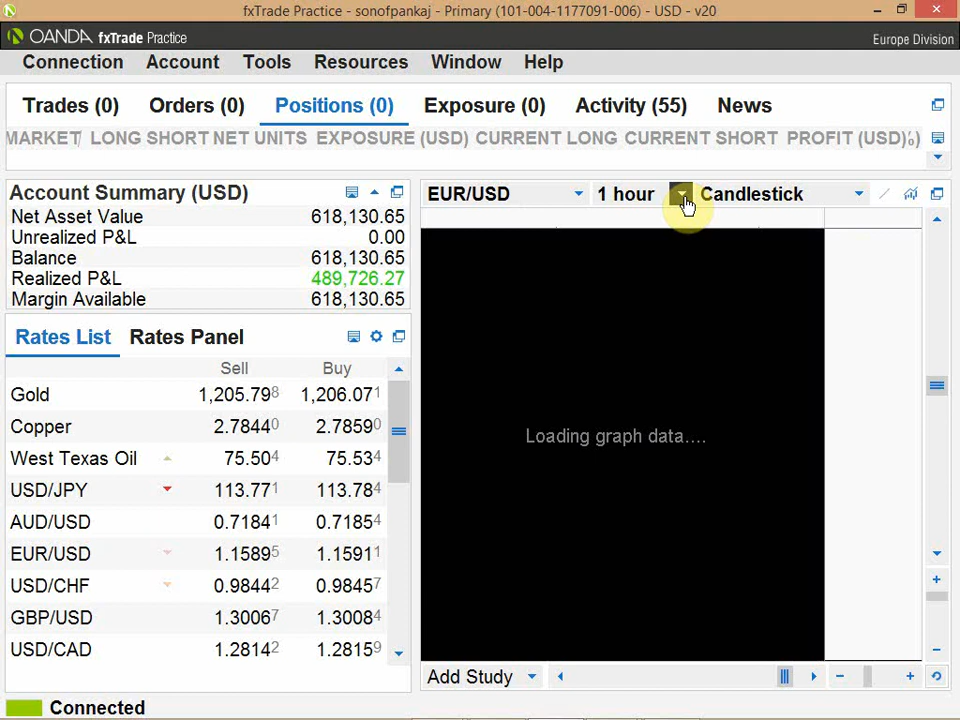 fxTrade Practice - sonofpankaj - Primary (101-004-1177091-006) - USD - v20
OANDA fxTrade Practice
Europe Division
Connection Account Tools Resources Window Help
Trades (0) Orders (0) Positions (0) Exposure (0) Activity (55) News
MARKET LONG SHORT NET UNITS EXPOSURE (USD) CURRENT LONG CURRENT SHORT PROFIT (USD)
Account Summary (USD)
Net Asset Value 618,130.65
Unrealized P&L 0.00
Balance 618,130.65
Realized P&L 489,726.27
Margin Available 618,130.65
EUR/USD 1 hour Candlestick
Loading graph data....
Rates List Rates Panel
Sell Buy
Gold 1,205.798 1,206.071
Copper 2.78440 2.78590
West Texas Oil 75.504 75.534
USD/JPY 113.771 113.784
AUD/USD 0.71841 0.71854
EUR/USD 1.15895 1.15911
USD/CHF 0.98442 0.98457
GBP/USD 1.30067 1.30084
USD/CAD 1.28142 1.28159
Add Study
Connected